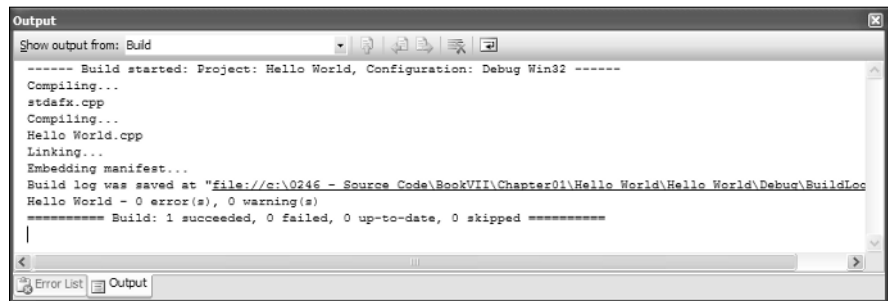 Output
Show output from: Build
------ Build started: Project: Hello World, Configuration: Debug Win32 ------
Compiling...
stdafx.cpp
Compiling...
Hello World.cpp
Linking...
Embedding manifest...
Build log was saved at "file://c:\0246 - Source Code\BookVII\Chapter01\Hello World\Hello World\Debug\BuildLog
Hello World - 0 error(s), 0 warning(s)
========== Build: 1 succeeded, 0 failed, 0 up-to-date, 0 skipped ==========
Error List Output